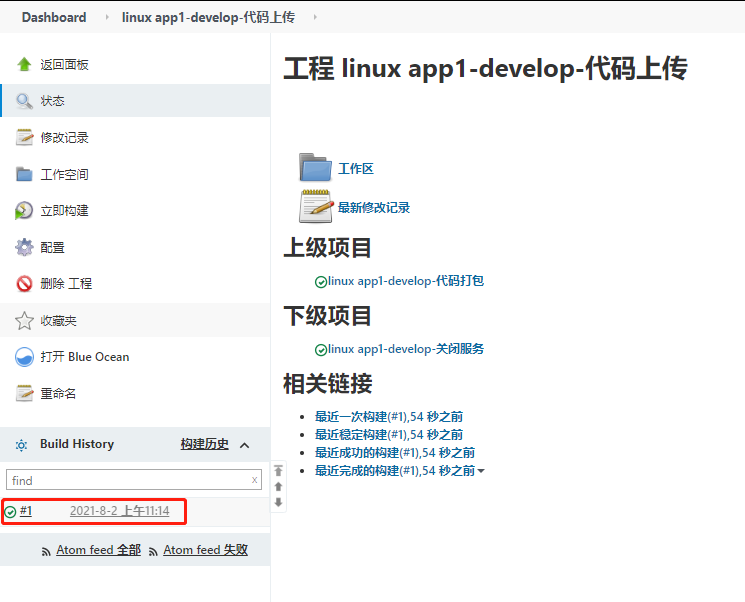 Dashboard linux app1-develop-代码上传
返回面板
状态
修改记录
工作空间
立即构建
配置
删除 工程
收藏夹
打开 Blue Ocean
重命名
Build History 构建历史
find x
#1 2021-8-2 上午11:14
Atom feed 全部 Atom feed 失败
工程 linux app1-develop-代码上传
工作区
最新修改记录
上级项目
linux app1-develop-代码打包
下级项目
linux app1-develop-关闭服务
相关链接
最近一次构建(#1),54 秒之前
最近稳定构建(#1),54 秒之前
最近成功的构建(#1),54 秒之前
最近完成的构建(#1),54 秒之前